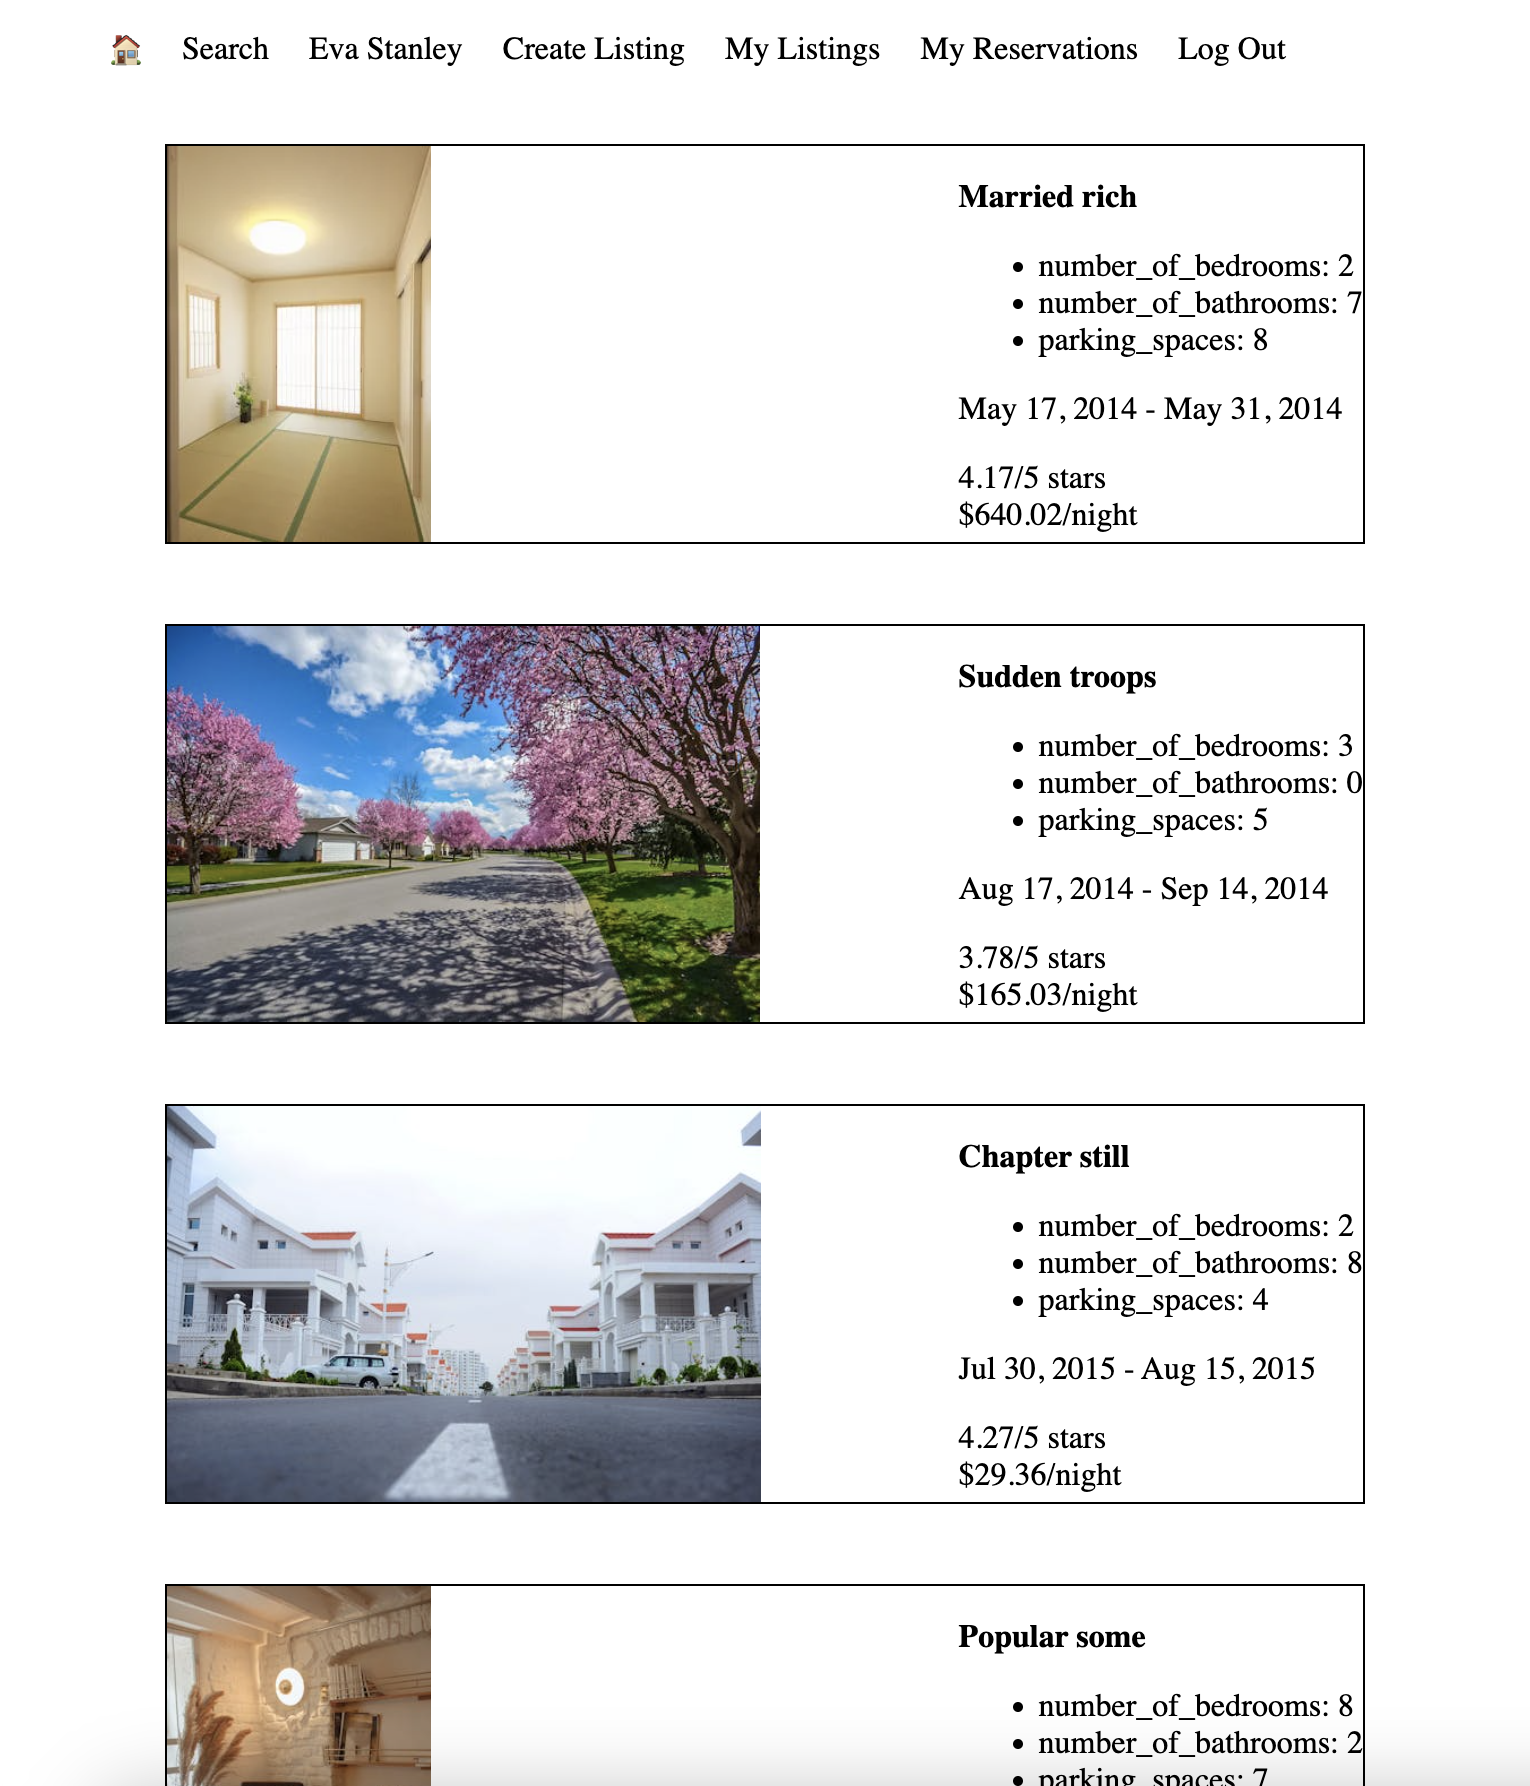 Search Eva Stanley Create Listing My Listings My Reservations Log Out
Married rich
number_of_bedrooms: 2
number_of_bathrooms: 7
parking_spaces: 8
May 17, 2014 - May 31, 2014
4.17/5 stars
$640.02/night
Sudden troops
number_of_bedrooms: 3
number_of_bathrooms: 0
parking_spaces: 5
Aug 17, 2014 - Sep 14, 2014
3.78/5 stars
$165.03/night
Chapter still
number_of_bedrooms: 2
number_of_bathrooms: 8
parking_spaces: 4
Jul 30, 2015 - Aug 15, 2015
4.27/5 stars
$29.36/night
Popular some
number_of_bedrooms: 8
number_of_bathrooms: 2
parking_spaces: 7